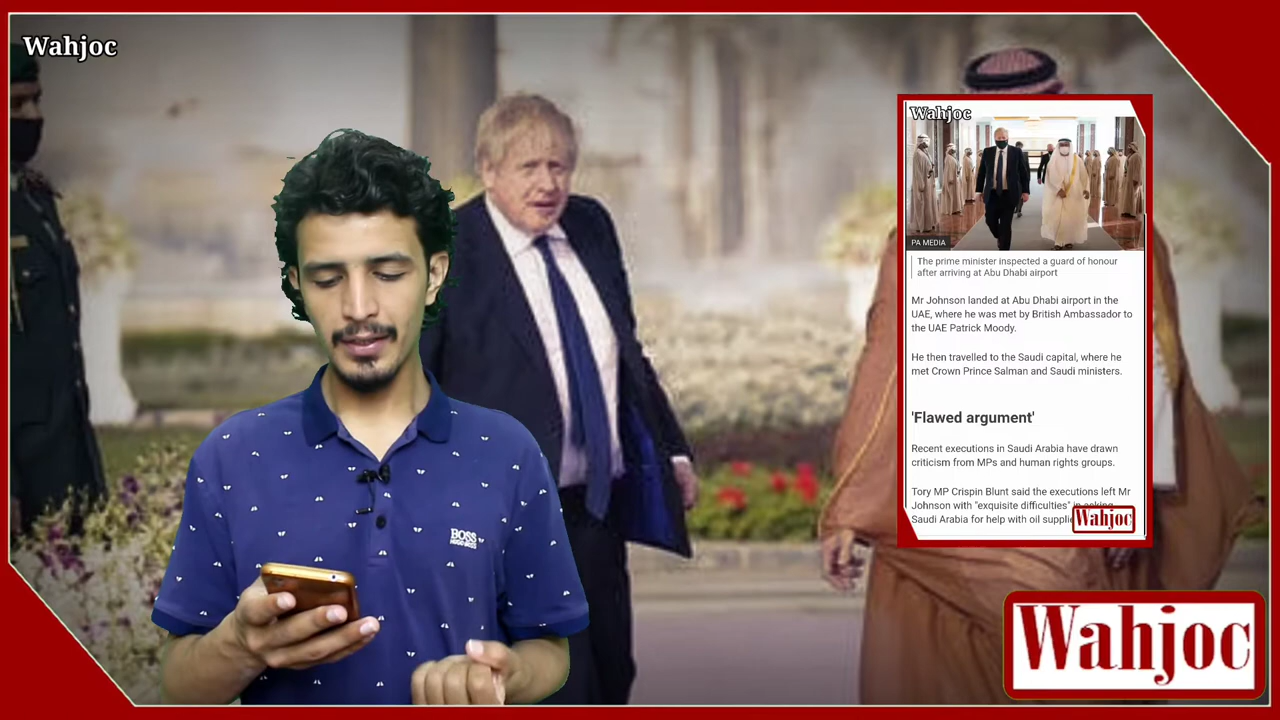 Wahjoc
Wahjoc
PA MEDIA
The prime minister inspected a guard of honour
after arriving at Abu Dhabi airport
Mr Johnson landed at Abu Dhabi airport in the
UAE, where he was met by British Ambassador to
the UAE Patrick Moody.
He then travelled to the Saudi capital, where he
met Crown Prince Salman and Saudi ministers.
'Flawed argument'
Recent executions in Saudi Arabia have drawn
criticism from MPs and human rights groups.
Tory MP Crispin Blunt said the executions left Mr
Johnson with "exquisite difficulties" in asking
Saudi Arabia for help with oil
Wahjoc
BOSS
HUGO BOSS
Wahjoc